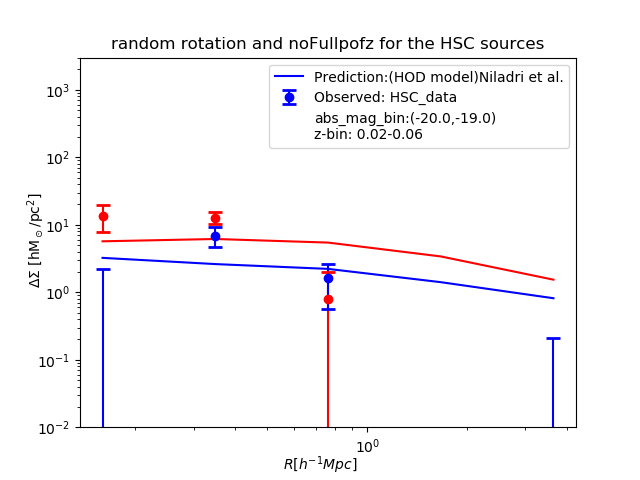 random rotation and noFullpofz for the HSC sources
Prediction:(HOD model)Niladri et al.
Observed: HSC_data
abs_mag_bin:(-20.0,-19.0)
z-bin: 0.02-0.06
10³
10²
10¹
10⁰
10⁻¹
10⁻²
ΔΣ [hM⊙/pc²]
10⁰
R[h⁻¹Mpc]